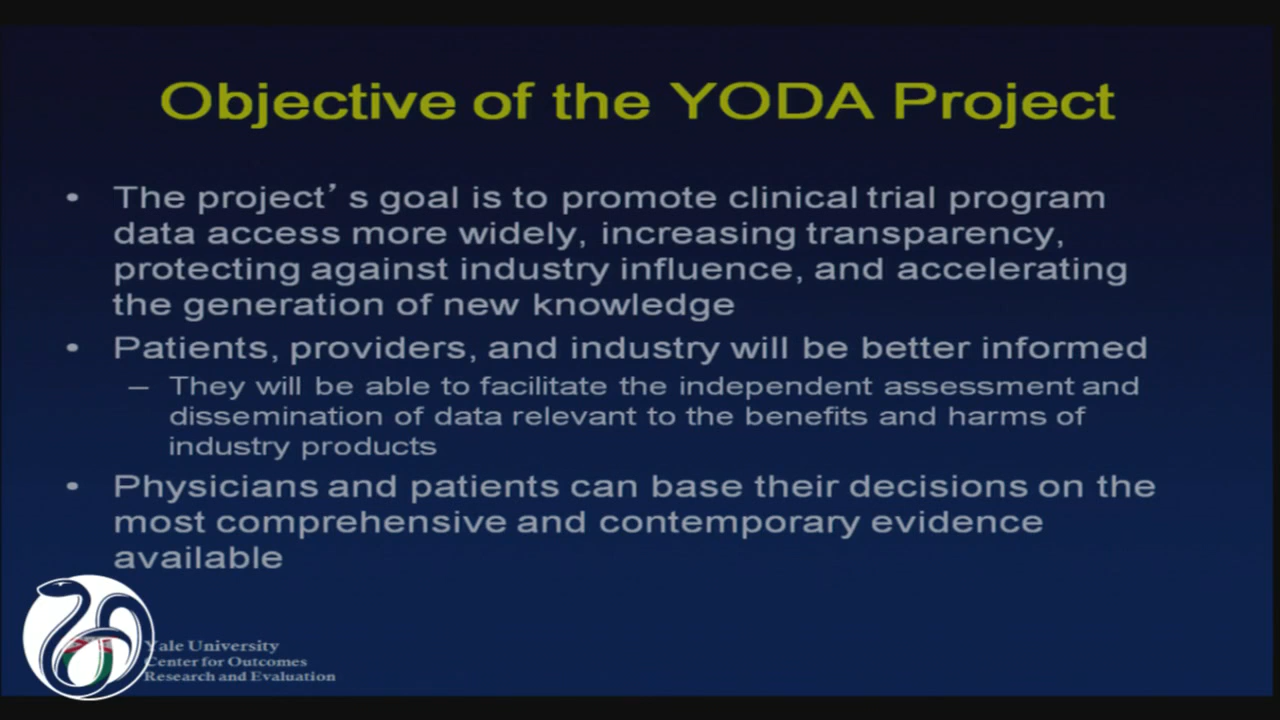 Objective of the YODA Project
• The project’s goal is to promote clinical trial program
data access more widely, increasing transparency,
protecting against industry influence, and accelerating
the generation of new knowledge
• Patients, providers, and industry will be better informed
– They will be able to facilitate the independent assessment and
dissemination of data relevant to the benefits and harms of
industry products
• Physicians and patients can base their decisions on the
most comprehensive and contemporary evidence
available
Yale University
Center for Outcomes
Research and Evaluation